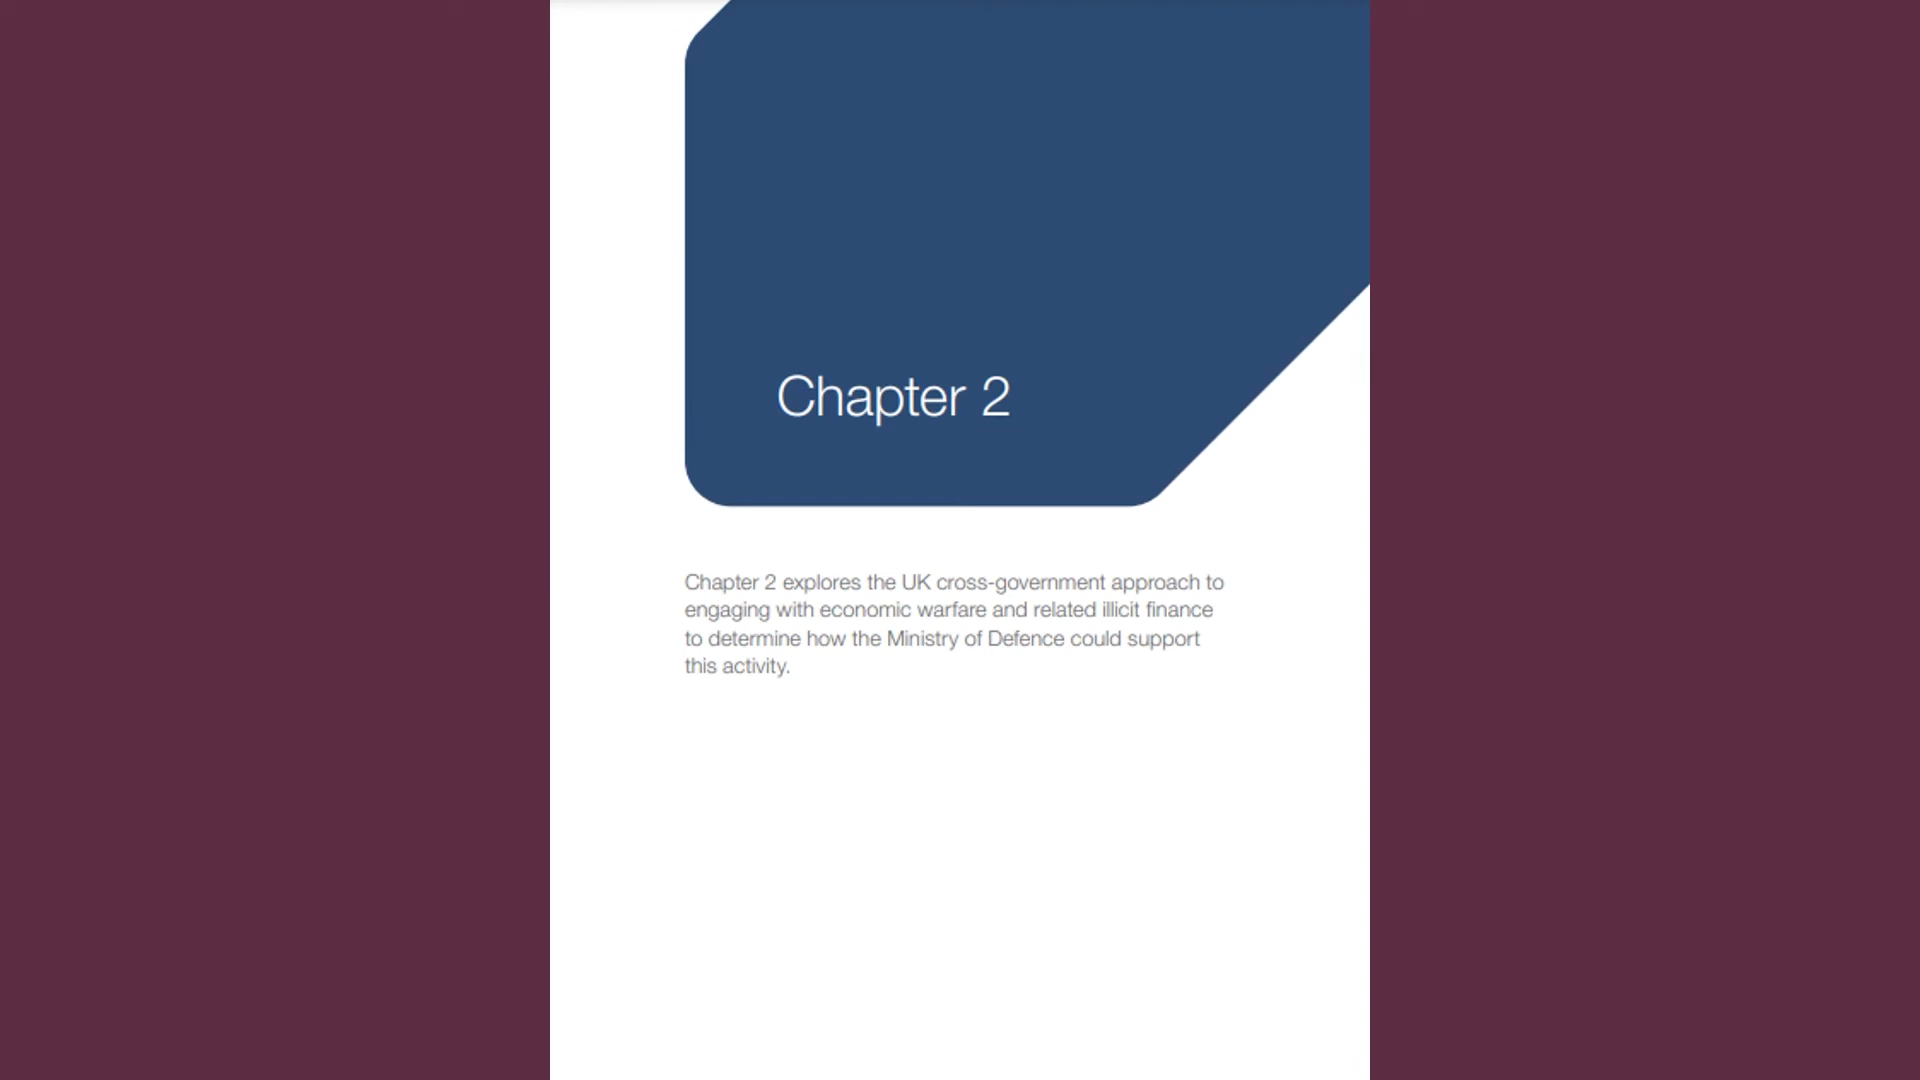 Chapter 2
Chapter 2 explores the UK cross-government approach to
engaging with economic warfare and related illicit finance
to determine how the Ministry of Defence could support
this activity.